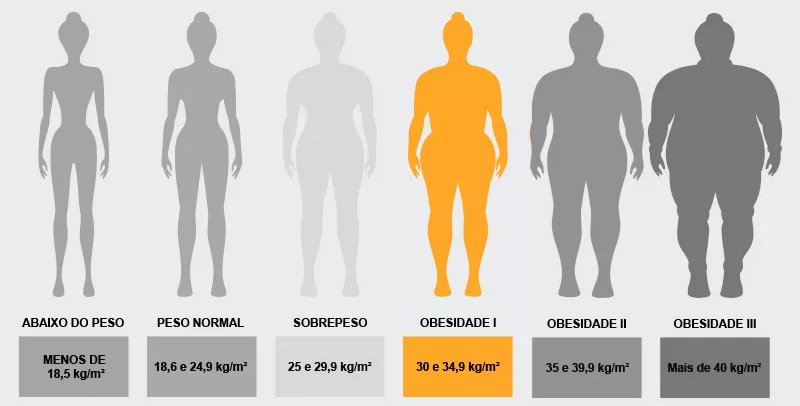 ABAIXO DO PESO
PESO NORMAL
SOBREPESO
OBESIDADE I
OBESIDADE II
OBESIDADE III
MENOS DE
18,5 kg/m²
18,6 e 24,9 kg/m²
25 e 29,9 kg/m²
30 e 34,9 kg/m²
35 e 39,9 kg/m²
Mais de 40 kg/m²